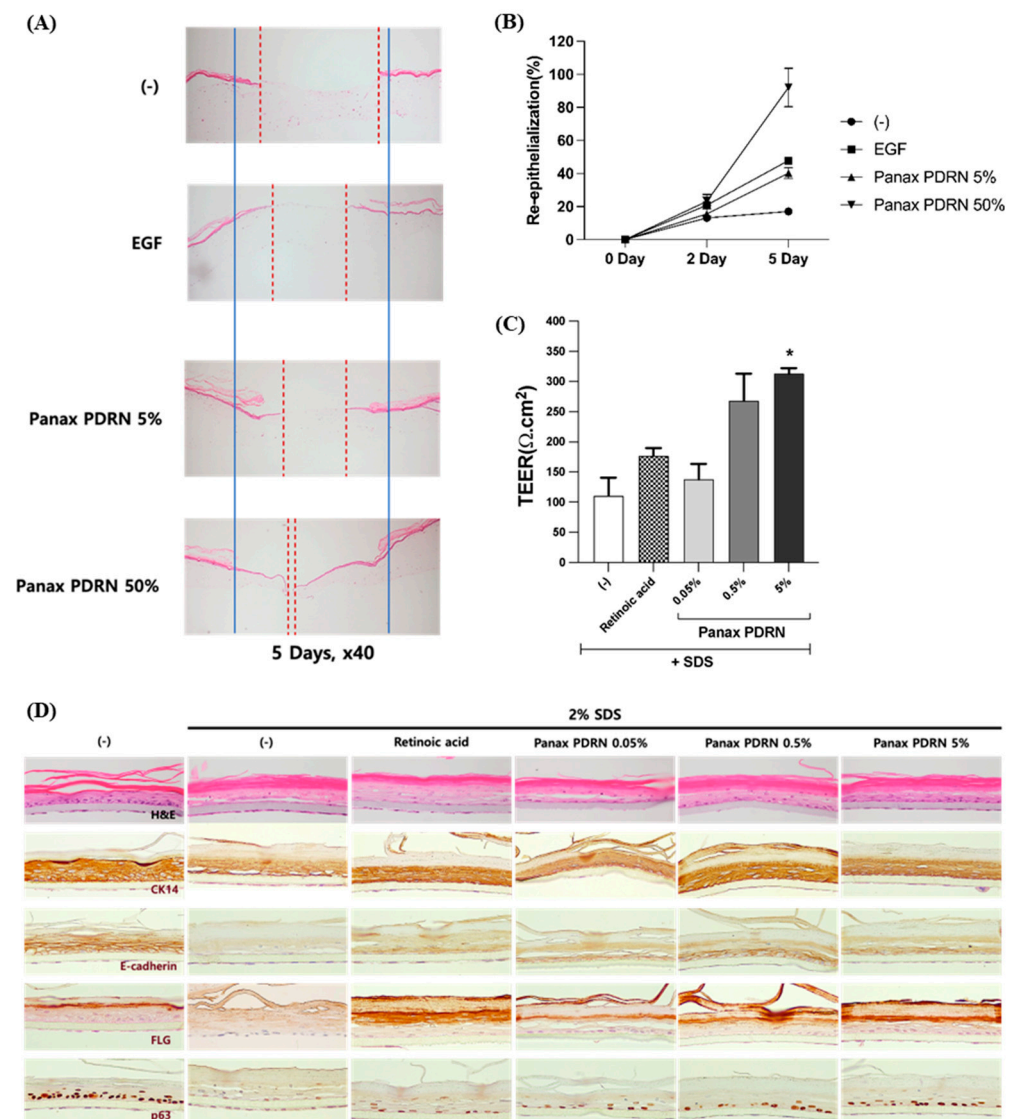 (A)
(-)
EGF
Panax PDRN 5%
Panax PDRN 50%
5 Days, x40
(B)
Re-epithelialization(%)
120
100
80
60
40
20
0
0 Day
2 Day
5 Day
(-)
EGF
Panax PDRN 5%
Panax PDRN 50%
(C)
TEER(Ω.cm²)
400
350
300
250
200
150
100
50
0
*
(-)
Retinoic acid
0.05%
0.5%
5%
Panax PDRN
+ SDS
(D)
2% SDS
(-)
(-)
Retinoic acid
Panax PDRN 0.05%
Panax PDRN 0.5%
Panax PDRN 5%
H&E
CK14
E-cadherin
FLG
p63